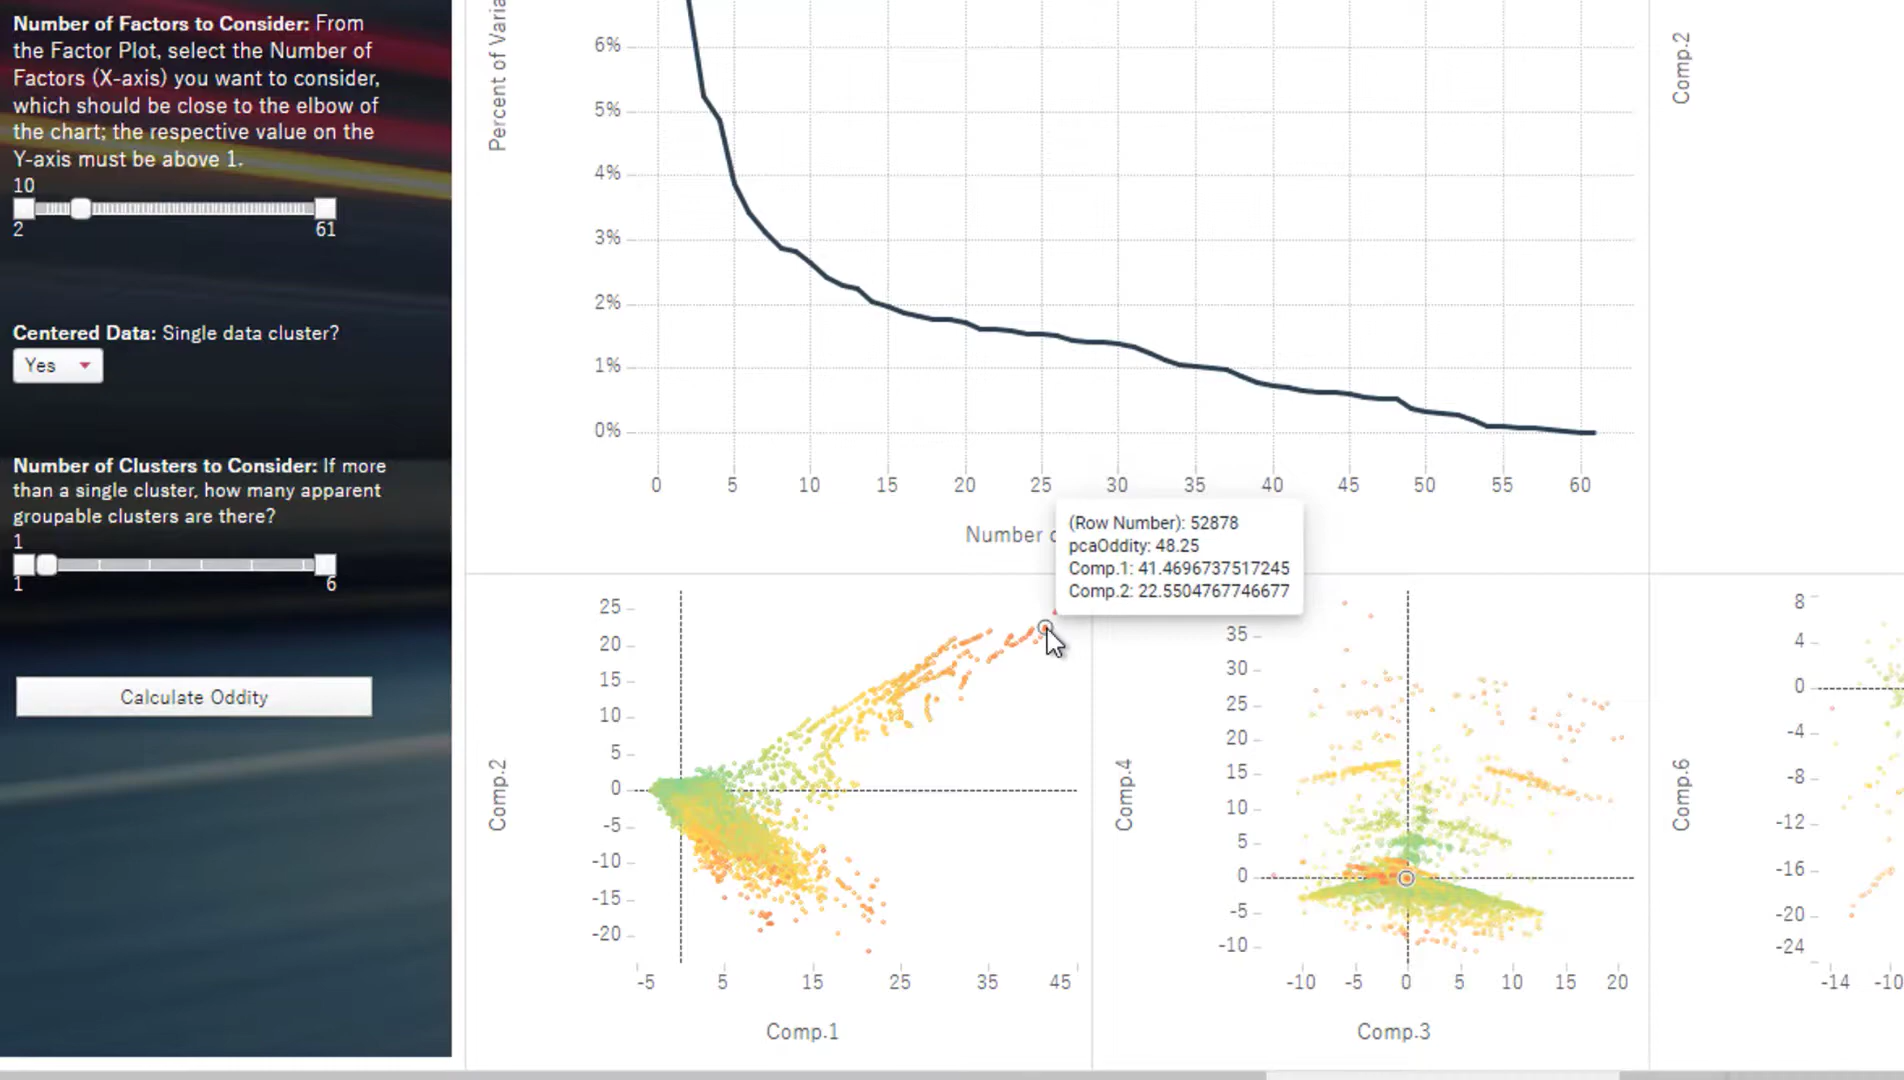 Number of Factors to Consider: From
the Factor Plot, select the Number of
Factors (X-axis) you want to consider,
which should be close to the elbow of
the chart; the respective value on the
Y-axis must be above 1.
10
2 61
Centered Data: Single data cluster?
Yes
Number of Clusters to Consider: If more
than a single cluster, how many apparent
groupable clusters are there?
1
1 6
Calculate Oddity
Percent of
6%
5%
4%
3%
2%
1%
0%
0 5 10 15 20 25 30 35 40 45 50 55 60
Number
Comp.2
(Row Number): 52878
pcaOddity: 48.25
Comp.1: 41.4696737517245
Comp.2: 22.5504767746677
Comp.2
25
20
15
10
5
0
-5
-10
-15
-20
-5 5 15 25 35 45
Comp.1
Comp.4
35
30
25
20
15
10
5
0
-5
-10
-10 -5 0 5 10 15 20
Comp.3
Comp.6
8
4
0
-4
-8
-12
-16
-20
-24
-14 -10